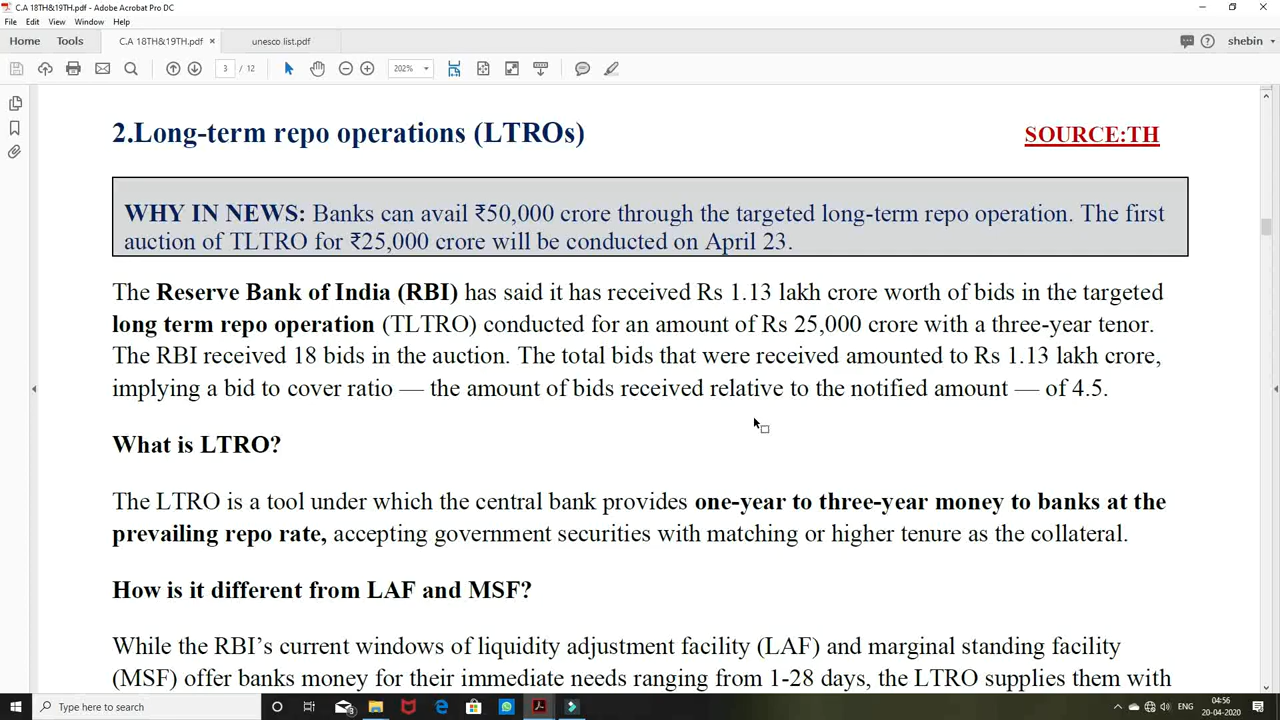 C.A 18TH&19TH.pdf - Adobe Acrobat Pro DC
File Edit View Window Help
Home Tools C.A 18TH&19TH.pdf × unesco list.pdf shebin
3 / 12 202%
2.Long-term repo operations (LTROs) SOURCE:TH
WHY IN NEWS: Banks can avail ₹50,000 crore through the targeted long-term repo operation. The first
auction of TLTRO for ₹25,000 crore will be conducted on April 23.
The Reserve Bank of India (RBI) has said it has received Rs 1.13 lakh crore worth of bids in the targeted
long term repo operation (TLTRO) conducted for an amount of Rs 25,000 crore with a three-year tenor.
The RBI received 18 bids in the auction. The total bids that were received amounted to Rs 1.13 lakh crore,
implying a bid to cover ratio — the amount of bids received relative to the notified amount — of 4.5.
What is LTRO?
The LTRO is a tool under which the central bank provides one-year to three-year money to banks at the
prevailing repo rate, accepting government securities with matching or higher tenure as the collateral.
How is it different from LAF and MSF?
While the RBI's current windows of liquidity adjustment facility (LAF) and marginal standing facility
(MSF) offer banks money for their immediate needs ranging from 1-28 days, the LTRO supplies them with
Type here to search ENG 04:56
20-04-2020